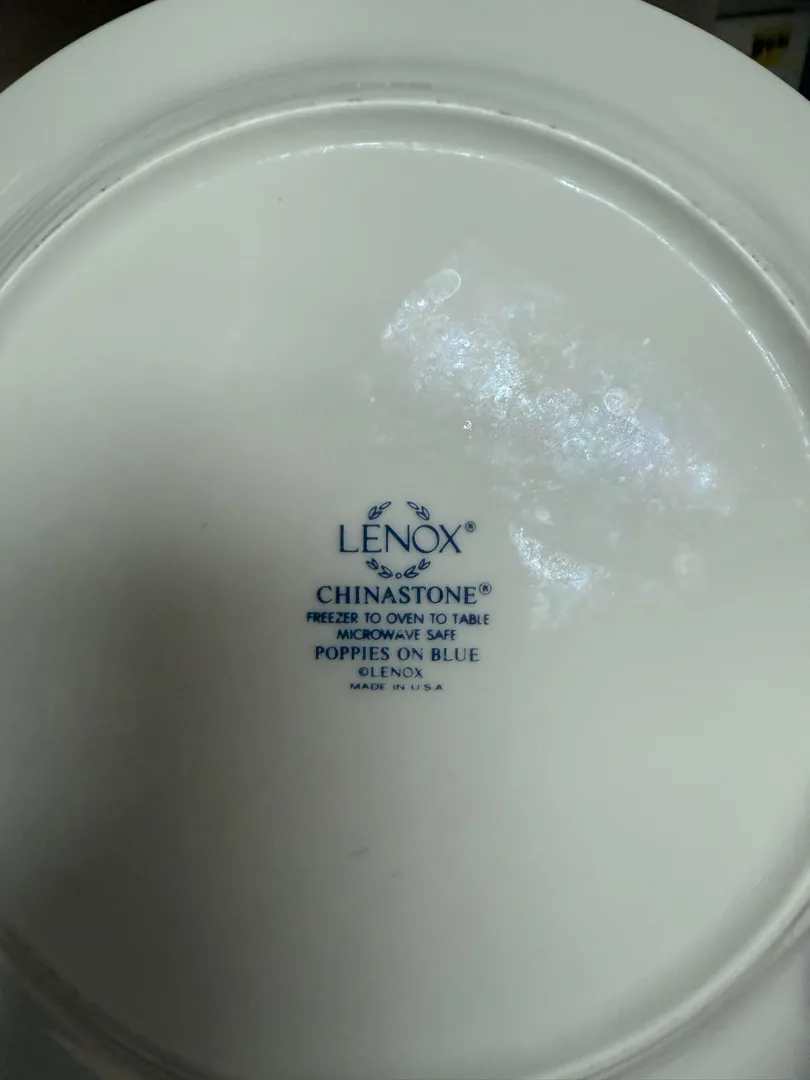 LENOX®
CHINASTONE®
FREEZER TO OVEN TO TABLE
MICROWAVE SAFE
POPPIES ON BLUE
©LENOX
MADE IN U.S.A